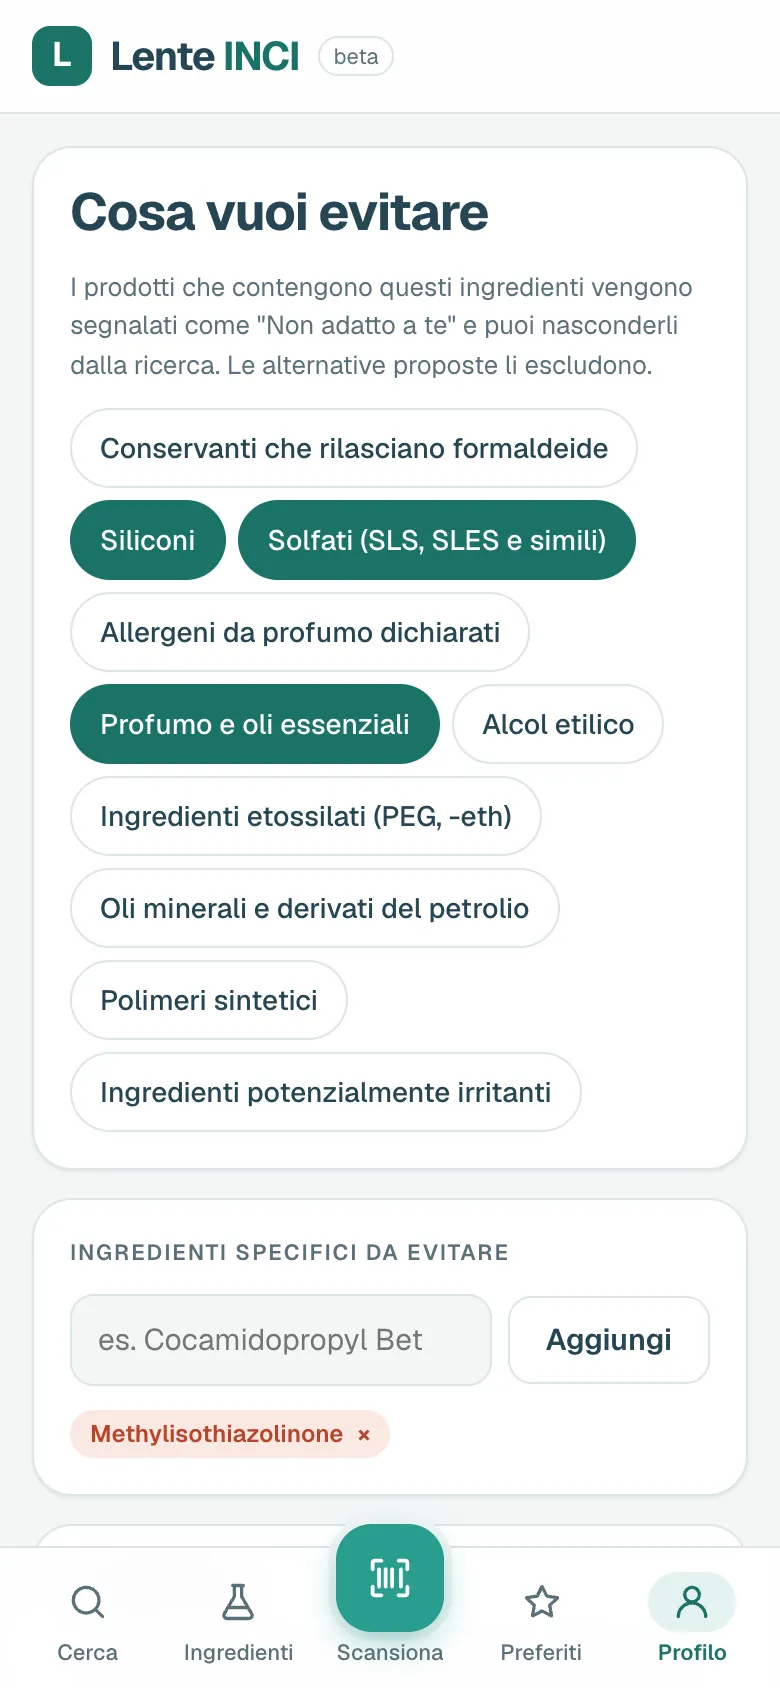 L Lente INCI beta
Cosa vuoi evitare
I prodotti che contengono questi ingredienti vengono
segnalati come "Non adatto a te" e puoi nasconderli
dalla ricerca. Le alternative proposte li escludono.
Conservanti che rilasciano formaldeide
Siliconi Solfati (SLS, SLES e simili)
Allergeni da profumo dichiarati
Profumo e oli essenziali Alcol etilico
Ingredienti etossilati (PEG, -eth)
Oli minerali e derivati del petrolio
Polimeri sintetici
Ingredienti potenzialmente irritanti
INGREDIENTI SPECIFICI DA EVITARE
es. Cocamidopropyl Bet Aggiungi
Methylisothiazolinone ×
Cerca Ingredienti Scansiona Preferiti Profilo